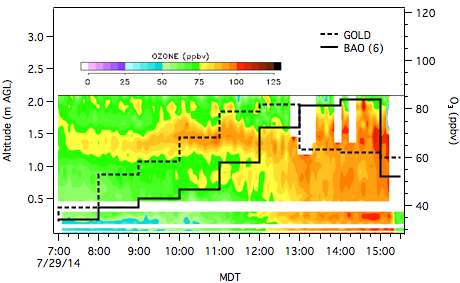 120
GOLD
BAO (6)
3.0
100
OZONE (ppbv)
2.5
0 25 50 75 100 125
2.0
80
Altitude (m AGL)
O3 (ppbv)
1.5
60
1.0
0.5
40
7:00 8:00 9:00 10:00 11:00 12:00 13:00 14:00 15:00
7/29/14
MDT